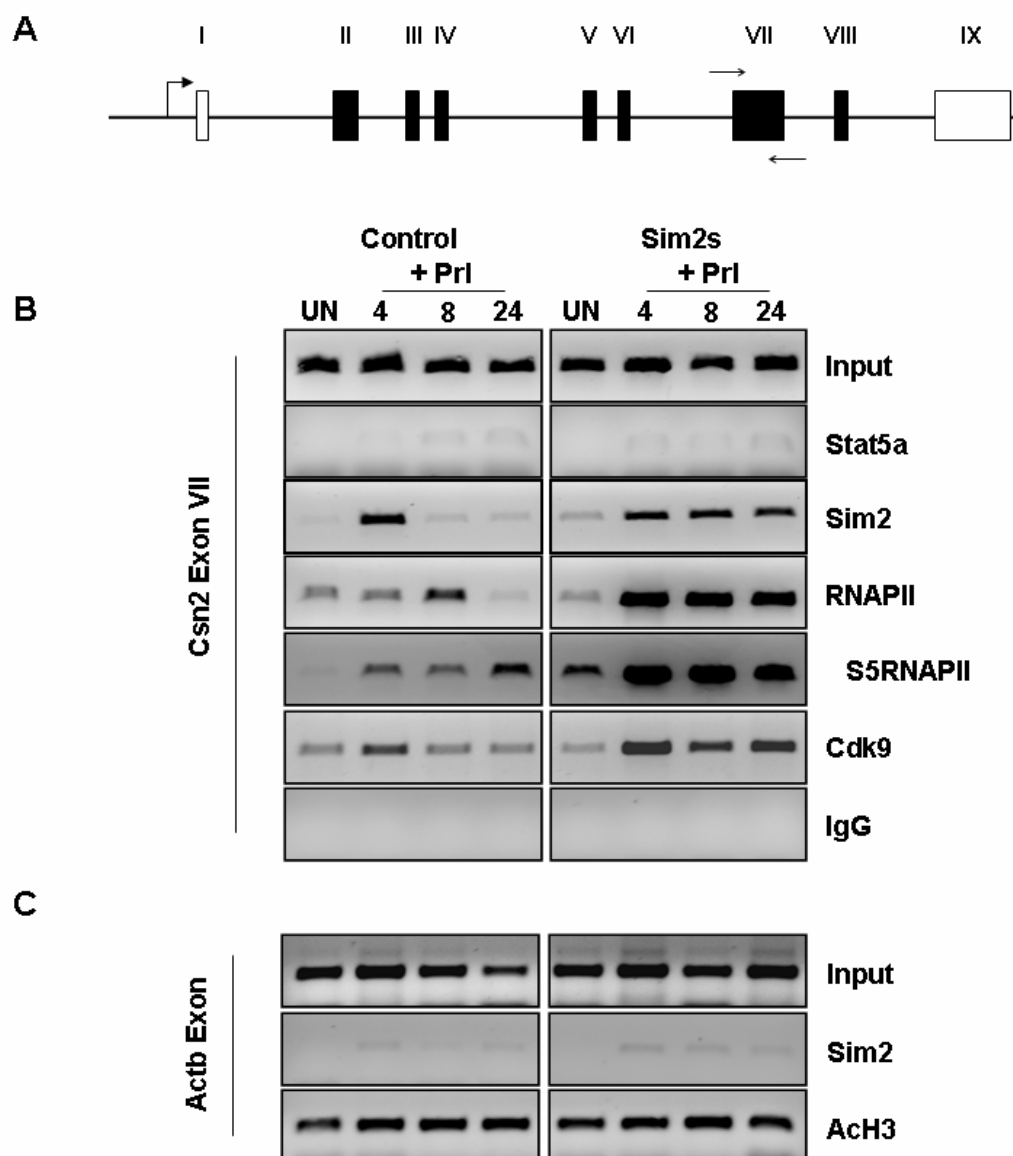 A
I II III IV V VI VII VIII IX
Control Sim2s
+ Prl + Prl
B
UN 4 8 24 UN 4 8 24
Csn2 Exon VII
Input
Stat5a
Sim2
RNAPII
S5RNAPII
Cdk9
IgG
C
Actb Exon
Input
Sim2
AcH3